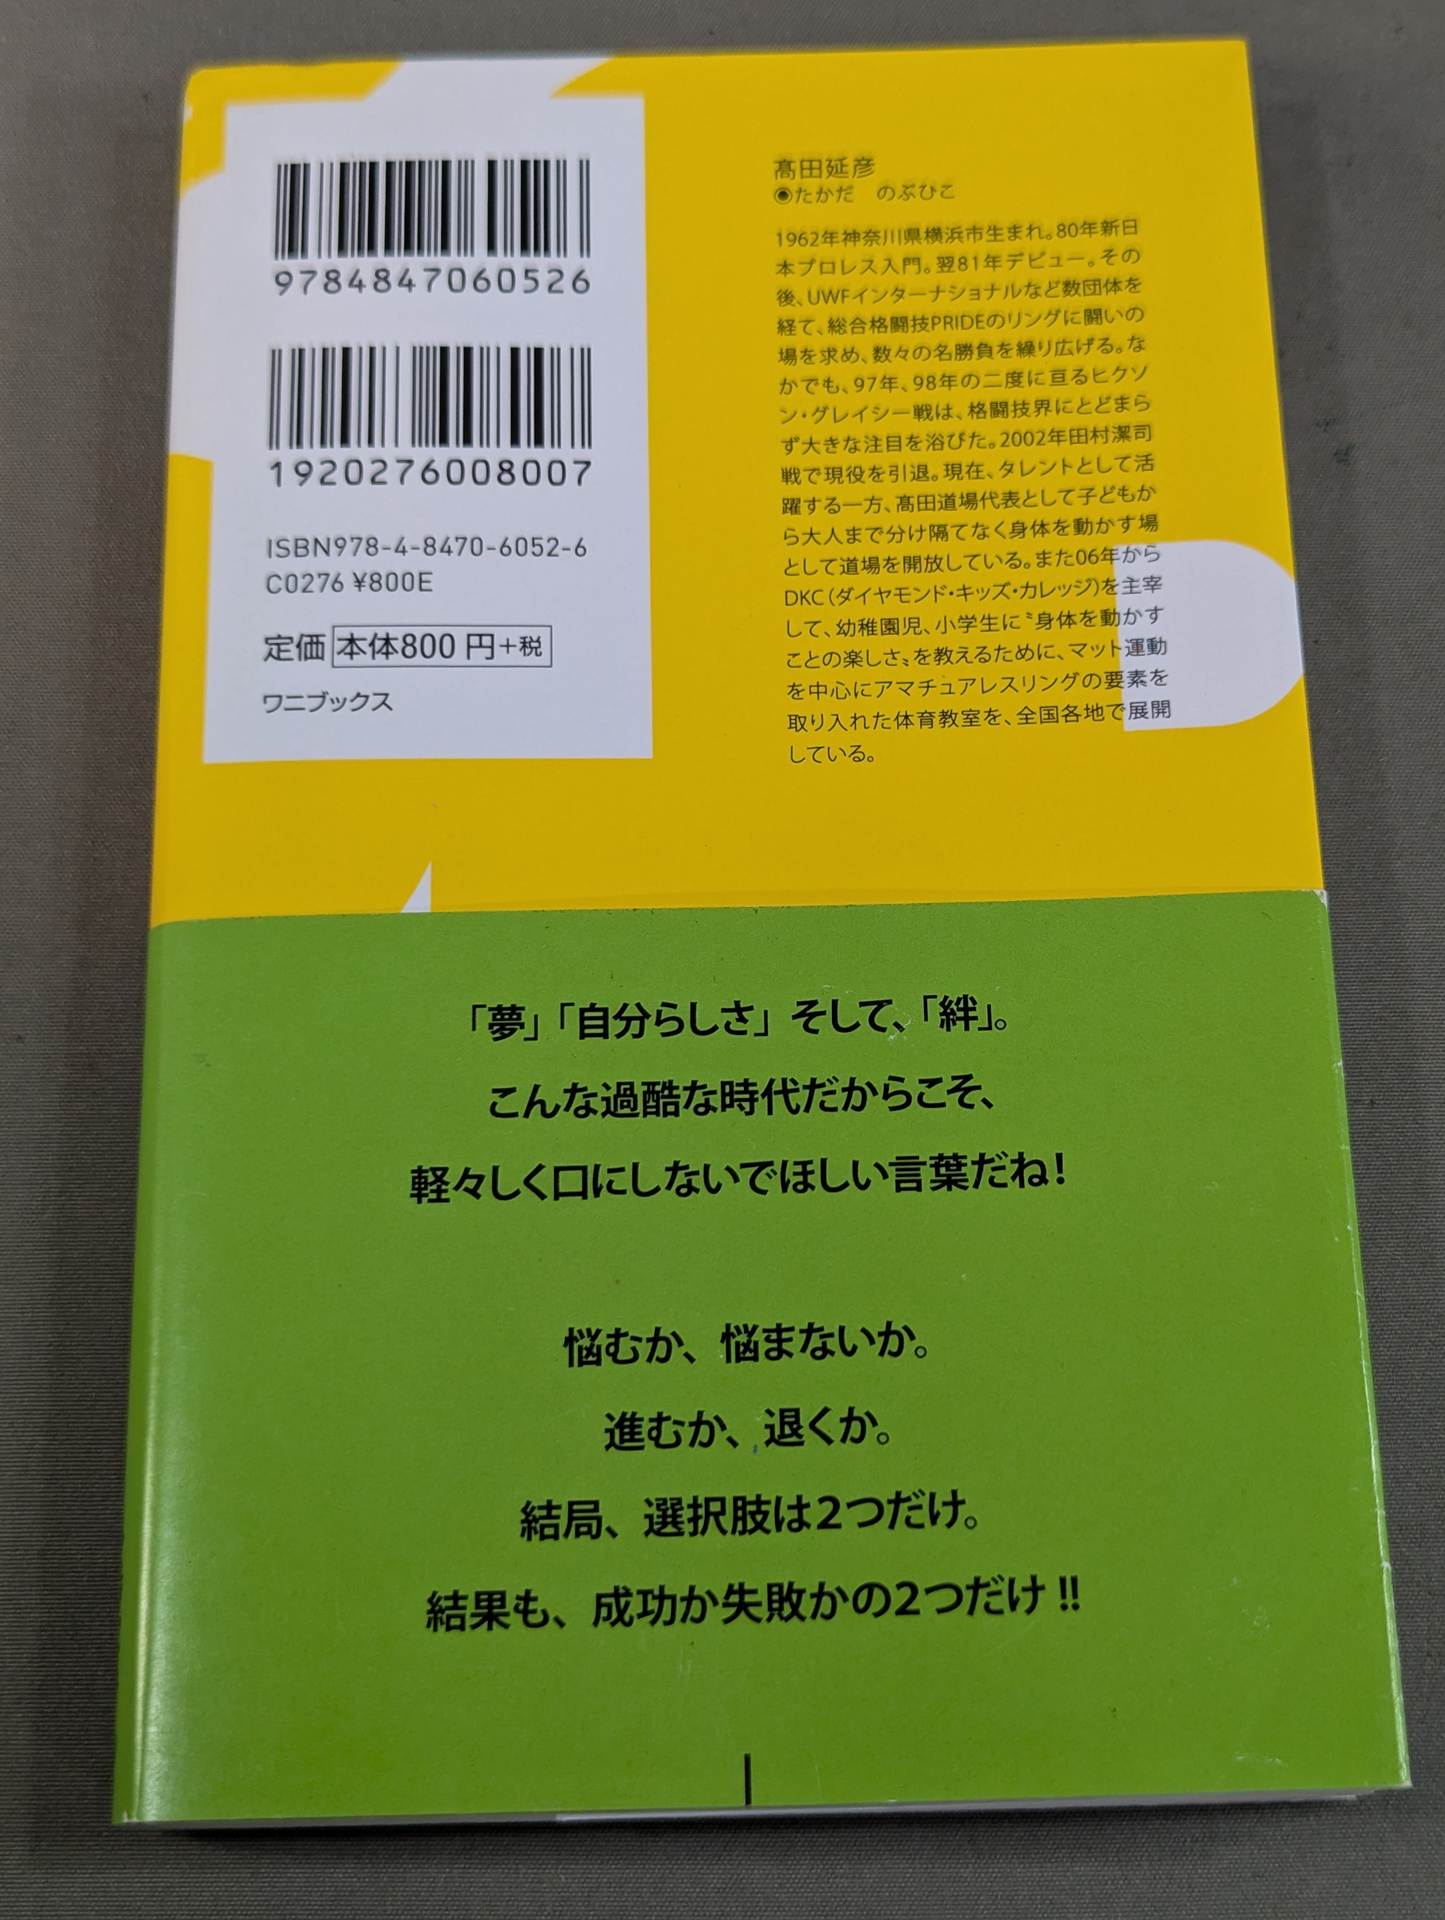 9784847060526
1920276008007
ISBN978-4-8470-6052-6
C0276 ¥800E
定価 本体800円+税
ワニブックス
髙田延彦
◉たかだ のぶひこ
1962年神奈川県横浜市生まれ。80年新日
本プロレス入門。翌81年デビュー。その
後、UWFインターナショナルなど数団体を
経て、総合格闘技PRIDEのリングに闘いの
場を求め、数々の名勝負を繰り広げる。な
かでも、97年、98年の二度に亘るヒクソ
ン・グレイシー戦は、格闘技界にとどまら
ず大きな注目を浴びた。2002年田村潔司
戦で現役を引退。現在、タレントとして活
躍する一方、髙田道場代表として子どもか
ら大人まで分け隔てなく身体を動かす場
として道場を開放している。また06年から
DKC(ダイヤモンド・キッズ・カレッジ)を主宰
して、幼稚園児、小学生に〝身体を動かす
ことの楽しさ〟を教えるために、マット運動
を中心にアマチュアレスリングの要素を
取り入れた体育教室を、全国各地で展開
している。
「夢」「自分らしさ」そして、「絆」。
こんな過酷な時代だからこそ、
軽々しく口にしないでほしい言葉だね!
悩むか、悩まないか。
進むか、退くか。
結局、選択肢は2つだけ。
結果も、成功か失敗かの2つだけ!!